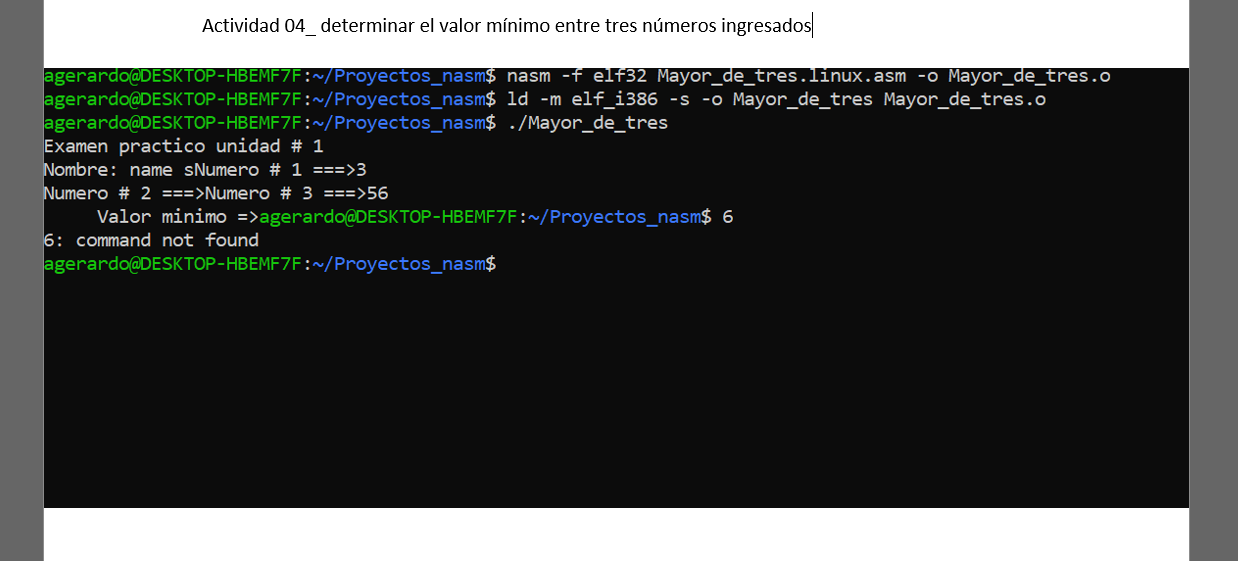 Actividad 04_ determinar el valor mínimo entre tres números ingresados
agerardo@DESKTOP-HBEMF7F:~/Proyectos_nasm$ nasm -f elf32 Mayor_de_tres.linux.asm -o Mayor_de_tres.o
agerardo@DESKTOP-HBEMF7F:~/Proyectos_nasm$ ld -m elf_i386 -s -o Mayor_de_tres Mayor_de_tres.o
agerardo@DESKTOP-HBEMF7F:~/Proyectos_nasm$ ./Mayor_de_tres
Examen practico unidad # 1
Nombre: name sNumero # 1 ===>3
Numero # 2 ===>Numero # 3 ===>56
     Valor minimo =>agerardo@DESKTOP-HBEMF7F:~/Proyectos_nasm$ 6
6: command not found
agerardo@DESKTOP-HBEMF7F:~/Proyectos_nasm$